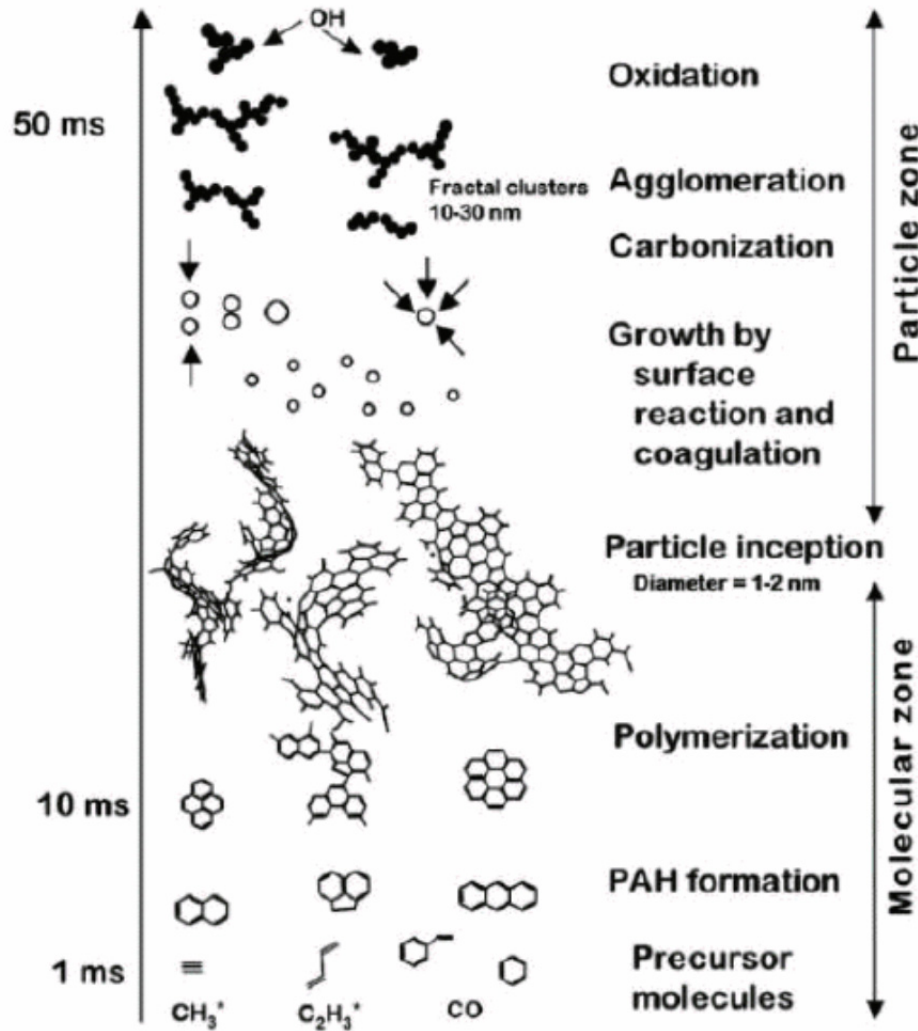 OH
Oxidation
50 ms
Agglomeration
Fractal clusters
10-30 nm
Carbonization
Growth by
surface
reaction and
coagulation
Particle zone
Particle inception
Diameter = 1-2 nm
Polymerization
10 ms
PAH formation
Molecular zone
Precursor
molecules
1 ms
CH₃*
C₂H₃*
CO